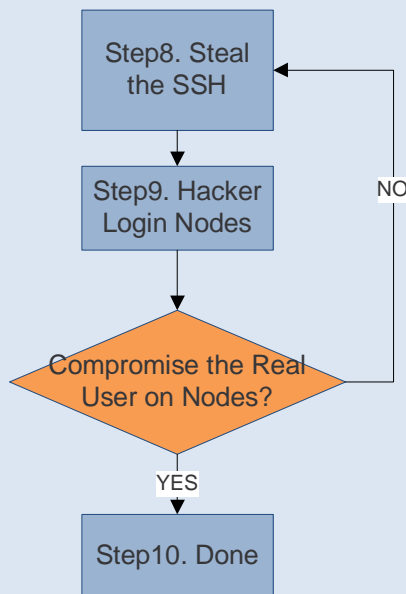 Step8. Steal
the SSH
Step9. Hacker
Login Nodes
NO
Compromise the Real
User on Nodes?
YES
Step10. Done